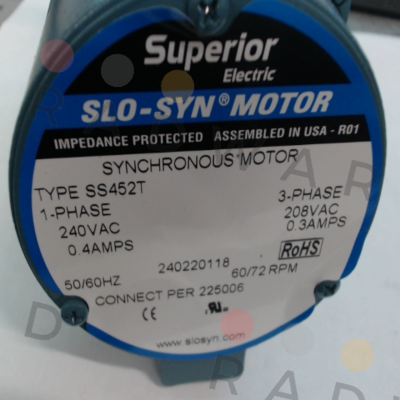 Superior
Electric
SLO-SYN® MOTOR
IMPEDANCE PROTECTED ASSEMBLED IN USA - R01
SYNCHRONOUS MOTOR
TYPE SS452T
1-PHASE 3-PHASE
240VAC 208VAC
0.4AMPS 0.3AMPS
RoHS
240220118
50/60HZ 60/72 RPM
CONNECT PER 225006
CE
www.slosyn.com